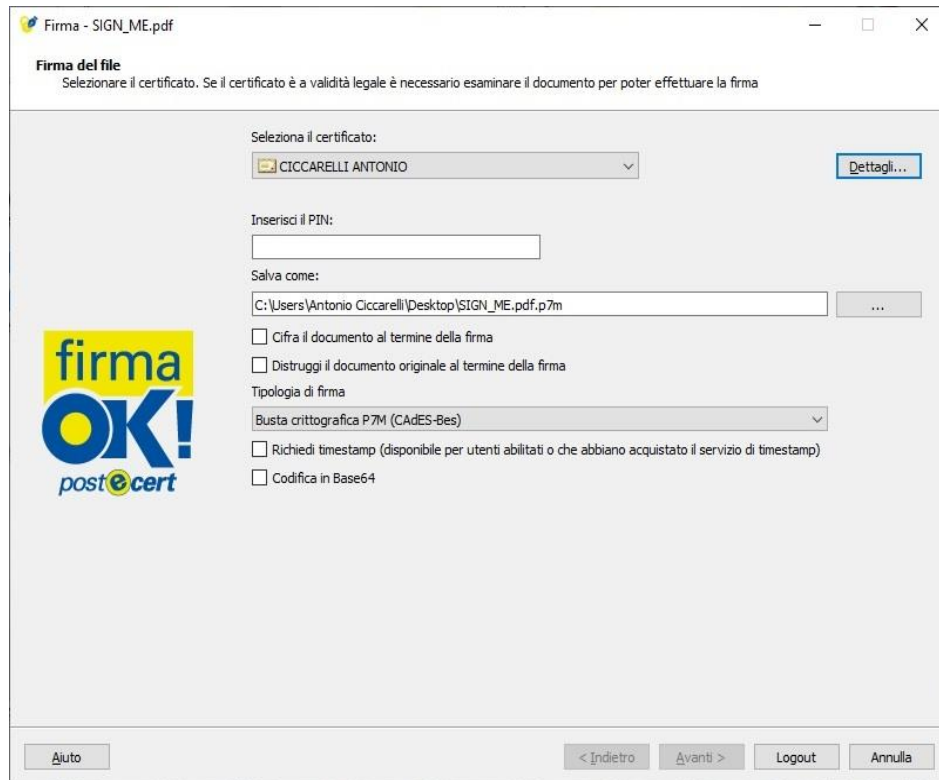 Firma - SIGN_ME.pdf
Firma del file
Selezionare il certificato. Se il certificato è a validità legale è necessario esaminare il documento per poter effettuare la firma
Seleziona il certificato:
CICCARELLI ANTONIO
Dettagli...
Inserisci il PIN:
Salva come:
C:\Users\Antonio Ciccarelli\Desktop\SIGN_ME.pdf.p7m
...
Cifra il documento al termine della firma
Distruggi il documento originale al termine della firma
Tipologia di firma
Busta crittografica P7M (CAdES-Bes)
Richiedi timestamp (disponibile per utenti abilitati o che abbiano acquistato il servizio di timestamp)
Codifica in Base64
firma
OK!
postecert
Aiuto
< Indietro
Avanti >
Logout
Annulla